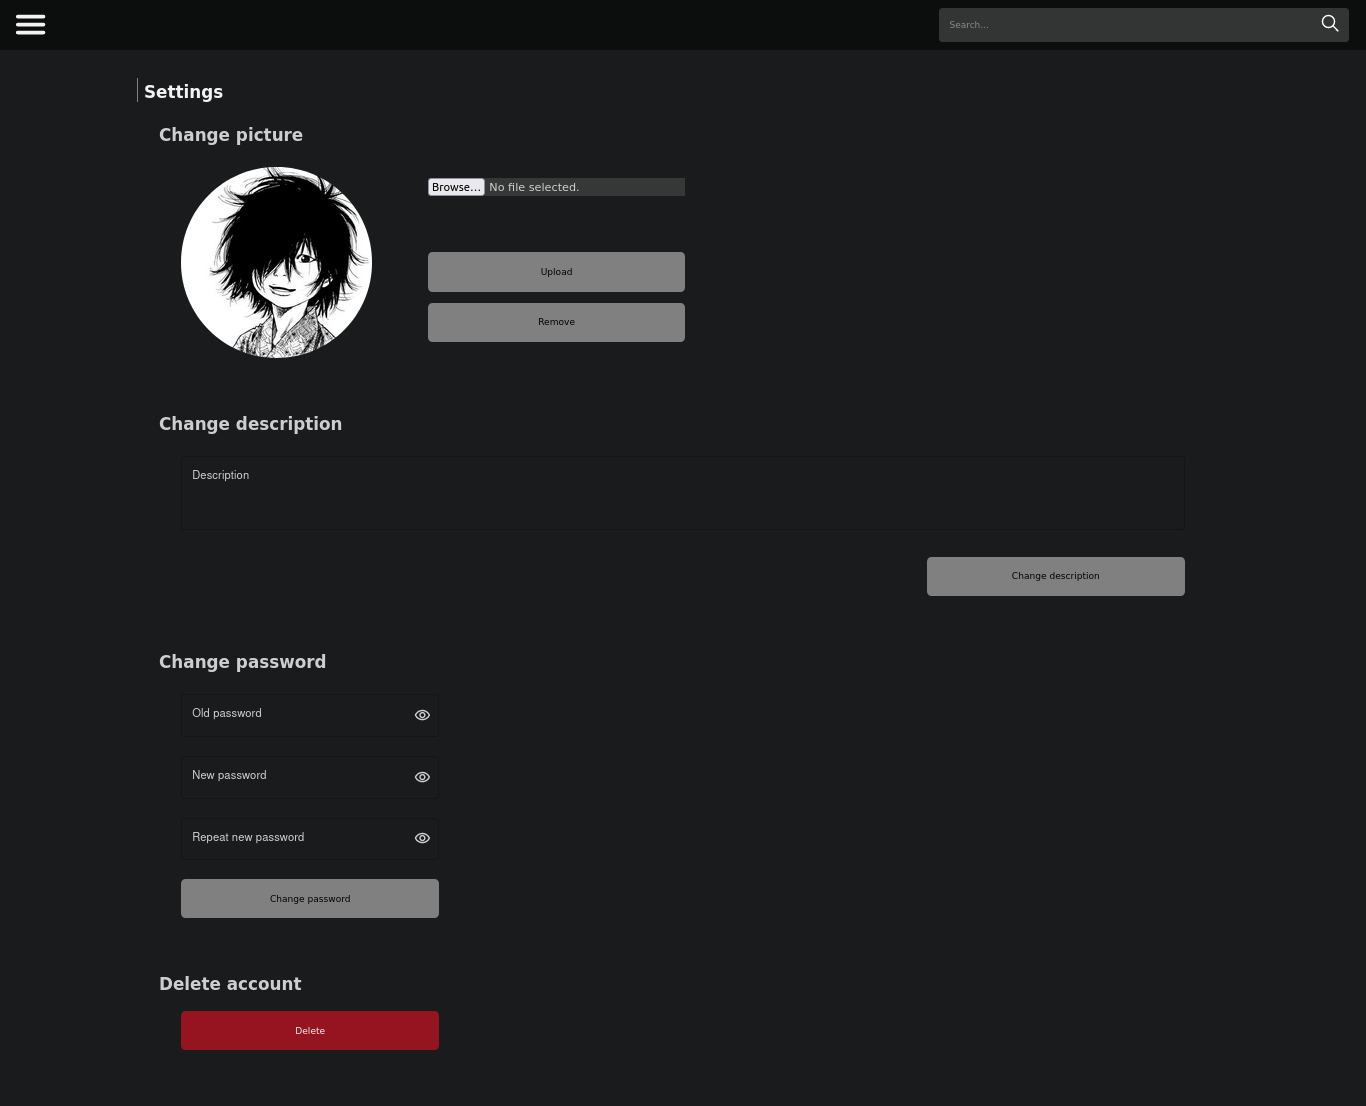 Search...
Settings
Change picture
Browse... No file selected.
Upload
Remove
Change description
Description
Change description
Change password
Old password
New password
Repeat new password
Change password
Delete account
Delete